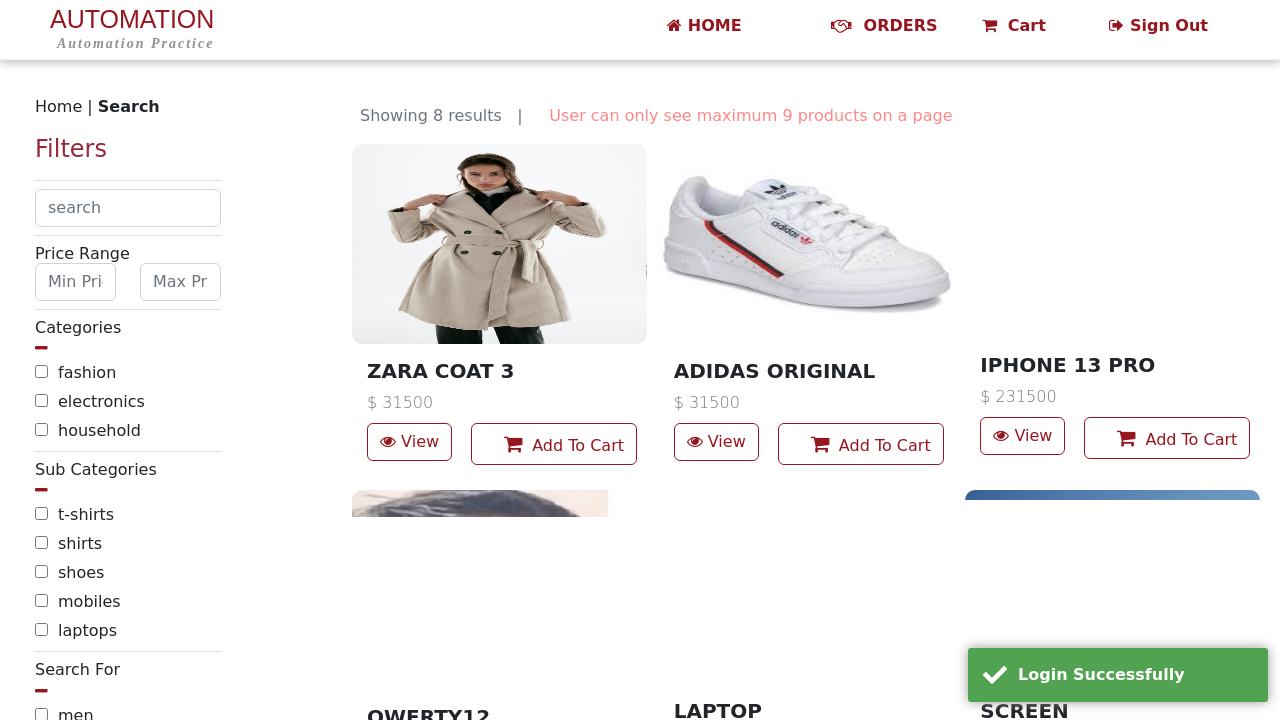 AUTOMATION
Automation Practice
HOME
ORDERS
Cart
Sign Out
Home | Search
Filters
search
Price Range
Min Pri
Max Pr
Categories
fashion
electronics
household
Sub Categories
t-shirts
shirts
shoes
mobiles
laptops
Search For
men
Showing 8 results |
User can only see maximum 9 products on a page
ZARA COAT 3
$ 31500
View
Add To Cart
adidas
ADIDAS ORIGINAL
$ 31500
View
Add To Cart
IPHONE 13 PRO
$ 231500
View
Add To Cart
QWERTY12
LAPTOP
SCREEN
Login Successfully